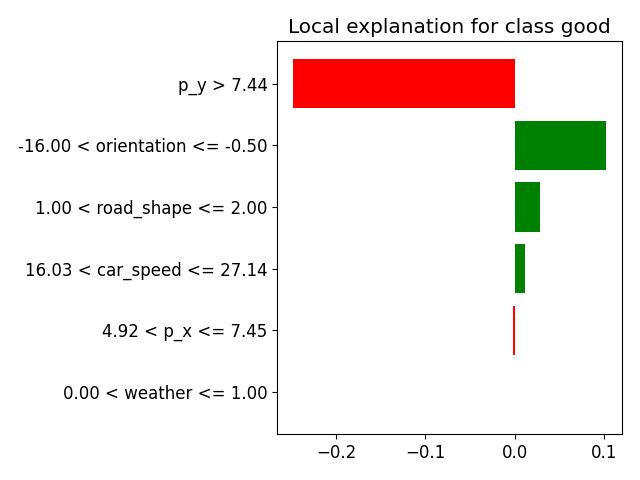 Local explanation for class good
p_y > 7.44
-16.00 < orientation <= -0.50
1.00 < road_shape <= 2.00
16.03 < car_speed <= 27.14
4.92 < p_x <= 7.45
0.00 < weather <= 1.00
−0.2 −0.1 0.0 0.1